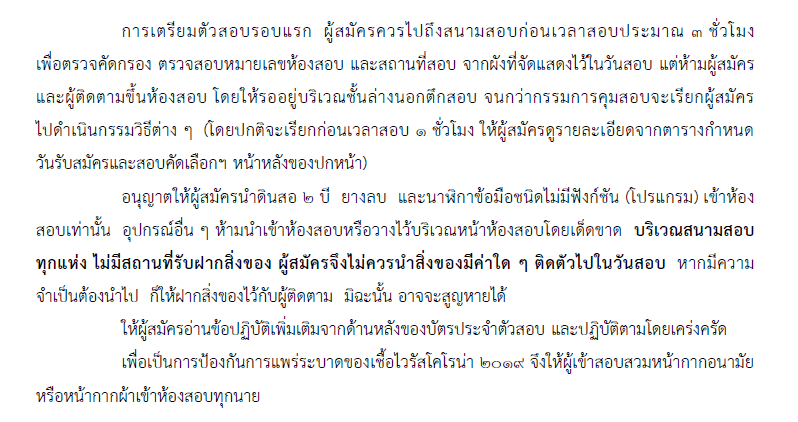 การเตรียมตัวสอบรอบแรก ผู้สมัครควรไปถึงสนามสอบก่อนเวลาสอบประมาณ ๓ ชั่วโมง
เพื่อตรวจคัดกรอง ตรวจสอบหมายเลขห้องสอบ และสถานที่สอบ จากผังที่จัดแสดงไว้ในวันสอบ แต่ห้ามผู้สมัคร
และผู้ติดตามขึ้นห้องสอบ โดยให้รออยู่บริเวณชั้นล่างนอกตึกสอบ จนกว่ากรรมการคุมสอบจะเรียกผู้สมัคร
ไปดำเนินกรรมวิธีต่าง ๆ (โดยปกติจะเรียกก่อนเวลาสอบ ๑ ชั่วโมง ให้ผู้สมัครดูรายละเอียดจากตารางกำหนด
วันรับสมัครและสอบคัดเลือกฯ หน้าหลังของปกหน้า)
อนุญาตให้ผู้สมัครนำดินสอ ๒ บี ยางลบ และนาฬิกาข้อมือชนิดไม่มีฟังก์ชัน (โปรแกรม) เข้าห้อง
สอบเท่านั้น อุปกรณ์อื่น ๆ ห้ามนำเข้าห้องสอบหรือวางไว้บริเวณหน้าห้องสอบโดยเด็ดขาด บริเวณสนามสอบ
ทุกแห่ง ไม่มีสถานที่รับฝากสิ่งของ ผู้สมัครจึงไม่ควรนำสิ่งของมีค่าใด ๆ ติดตัวไปในวันสอบ หากมีความ
จำเป็นต้องนำไป ก็ให้ฝากสิ่งของไว้กับผู้ติดตาม มิฉะนั้น อาจจะสูญหายได้
ให้ผู้สมัครอ่านข้อปฏิบัติเพิ่มเติมจากด้านหลังของบัตรประจำตัวสอบ และปฏิบัติตามโดยเคร่งครัด
เพื่อเป็นการป้องกันการแพร่ระบาดของเชื้อไวรัสโคโรน่า ๒๐๑๙ จึงให้ผู้เข้าสอบสวมหน้ากากอนามัย
หรือหน้ากากผ้าเข้าห้องสอบทุกนาย